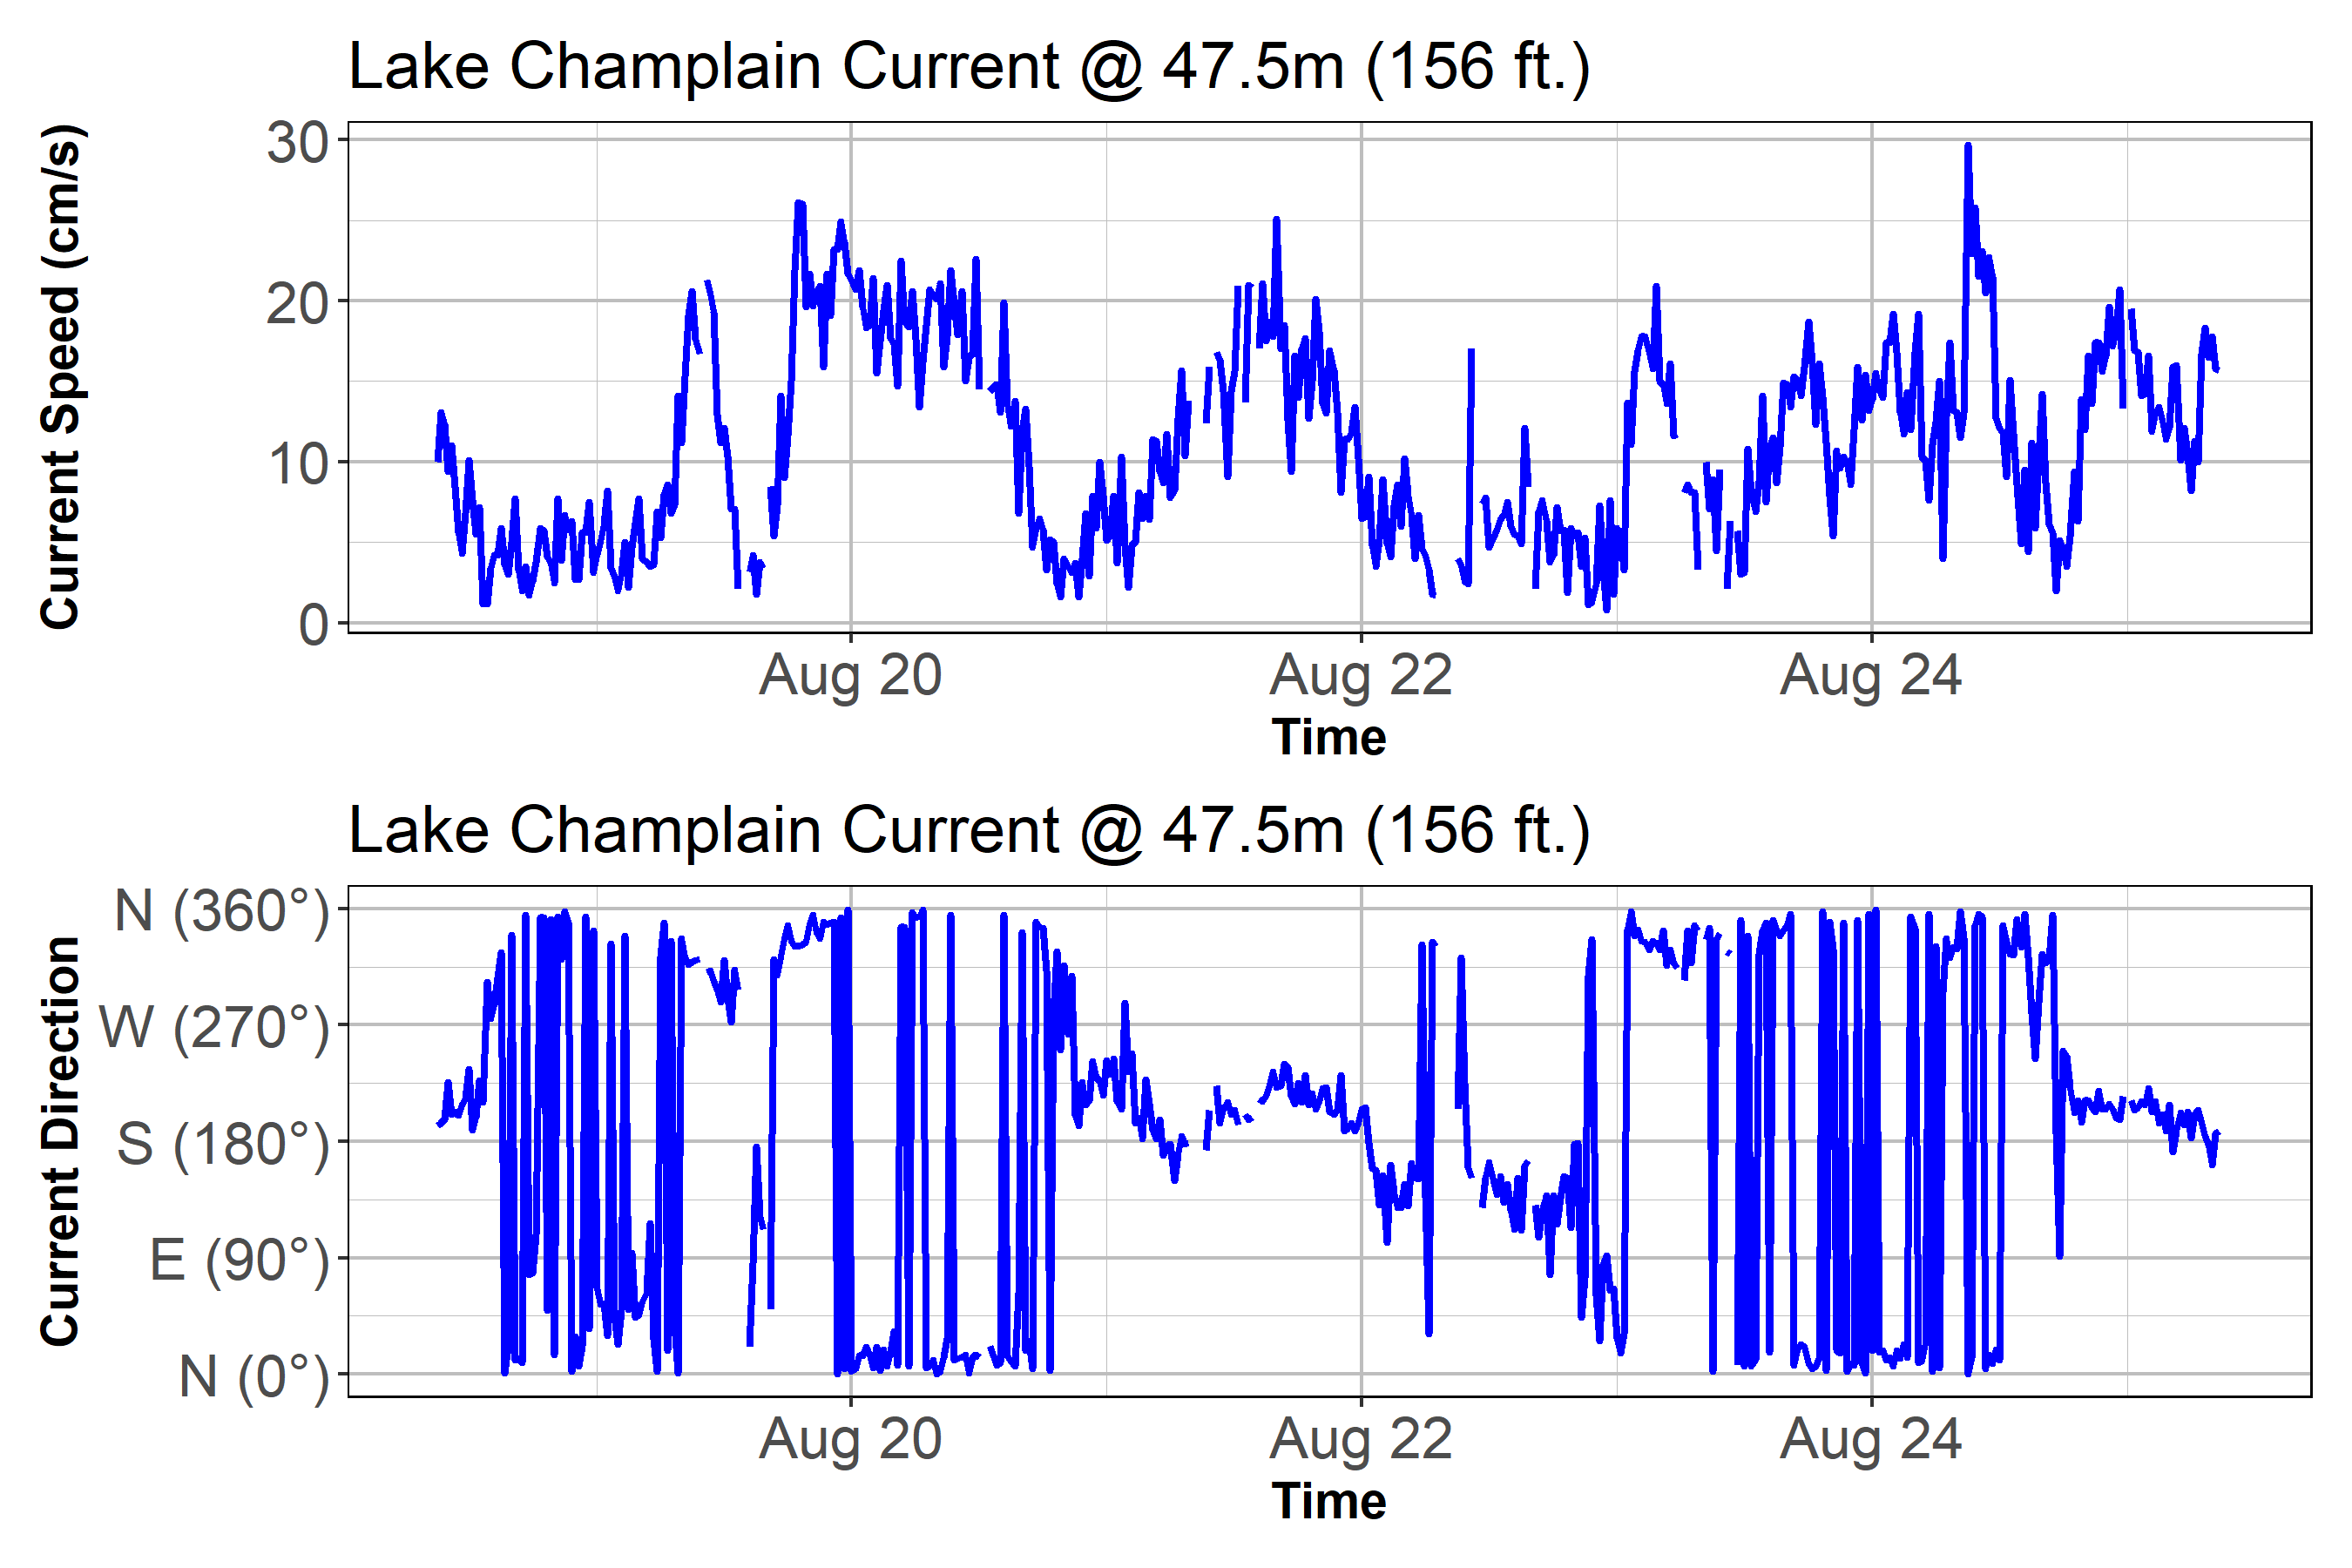 Lake Champlain Current @ 47.5m (156 ft.)
Current Speed (cm/s)
30
20
10
0
Aug 20 Aug 22 Aug 24
Time
Lake Champlain Current @ 47.5m (156 ft.)
Current Direction
N (360°)
W (270°)
S (180°)
E (90°)
N (0°)
Aug 20 Aug 22 Aug 24
Time